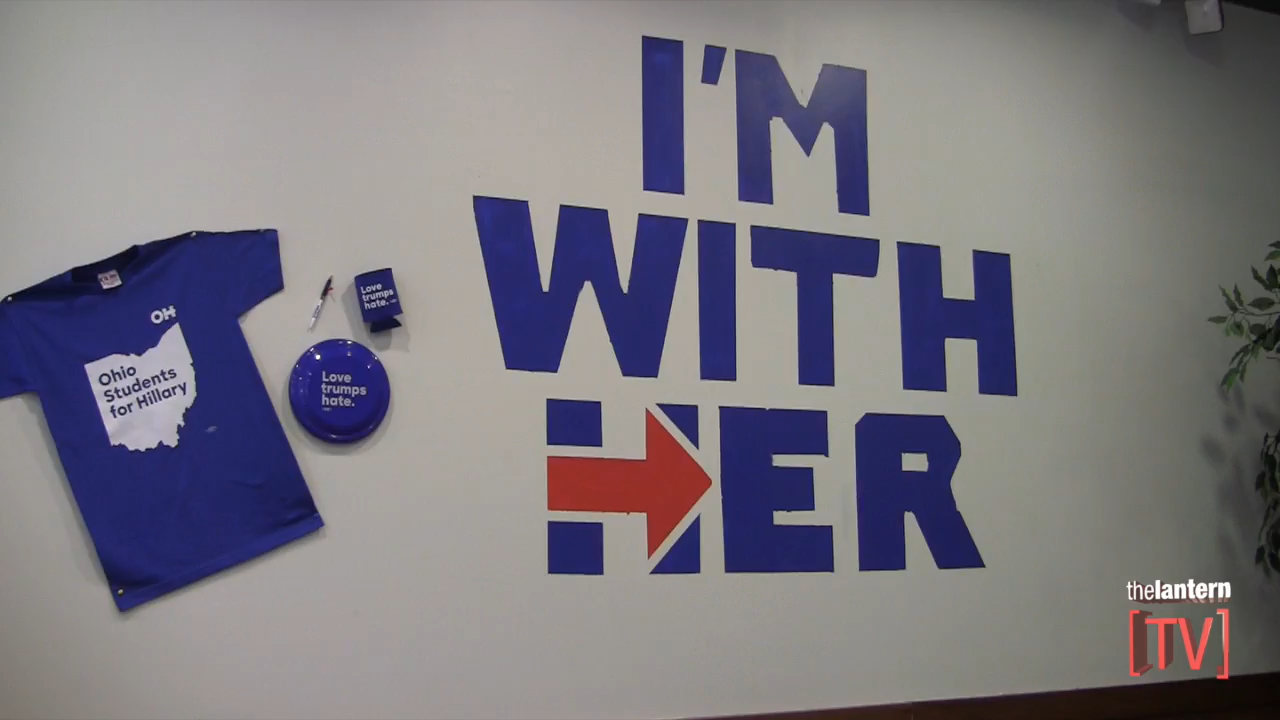 I'M
WITH
HER
OH
Ohio
Students
for Hillary
Love
trumps
hate.
Love
trumps
hate.
thelantern
[TV]